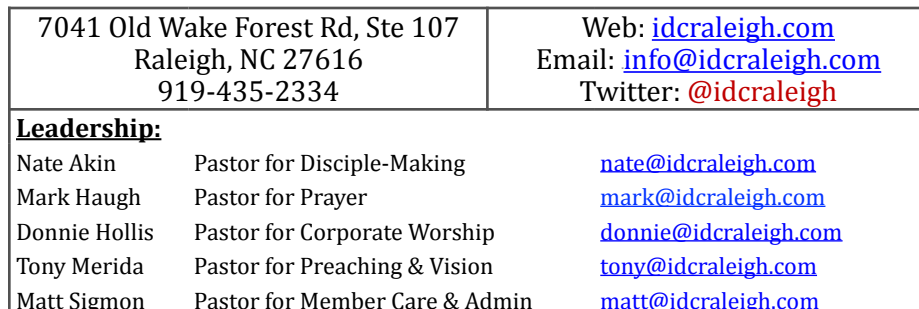 7041 Old Wake Forest Rd, Ste 107
Raleigh, NC 27616
919-435-2334
Web: idcraleigh.com
Email: info@idcraleigh.com
Twitter: @idcraleigh
Leadership:
Nate Akin Pastor for Disciple-Making nate@idcraleigh.com
Mark Haugh Pastor for Prayer mark@idcraleigh.com
Donnie Hollis Pastor for Corporate Worship donnie@idcraleigh.com
Tony Merida Pastor for Preaching & Vision tony@idcraleigh.com
Matt Sigmon Pastor for Member Care & Admin matt@idcraleigh.com